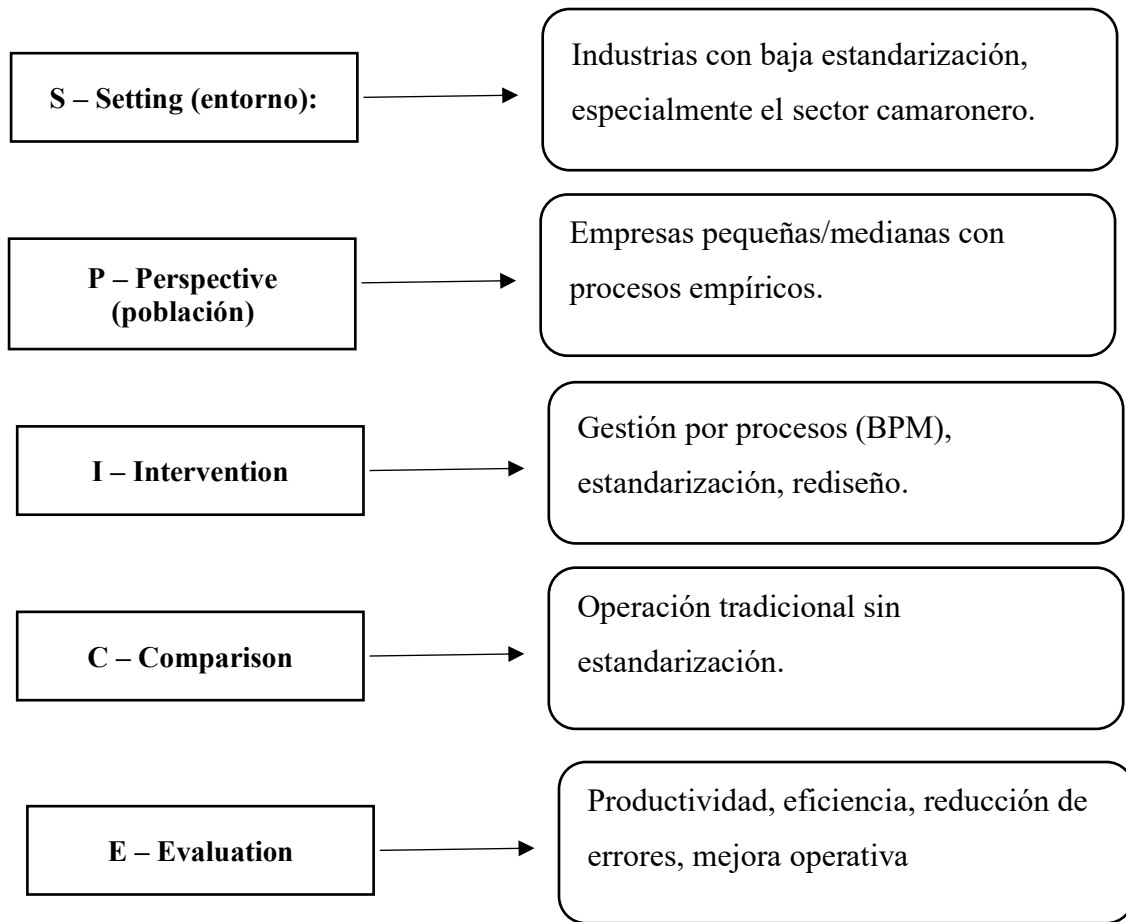 S – Setting (entorno):
Industrias con baja estandarización,
especialmente el sector camaronero.
P – Perspective
(población)
Empresas pequeñas/medianas con
procesos empíricos.
I – Intervention
Gestión por procesos (BPM),
estandarización, rediseño.
C – Comparison
Operación tradicional sin
estandarización.
E – Evaluation
Productividad, eficiencia, reducción de
errores, mejora operativa